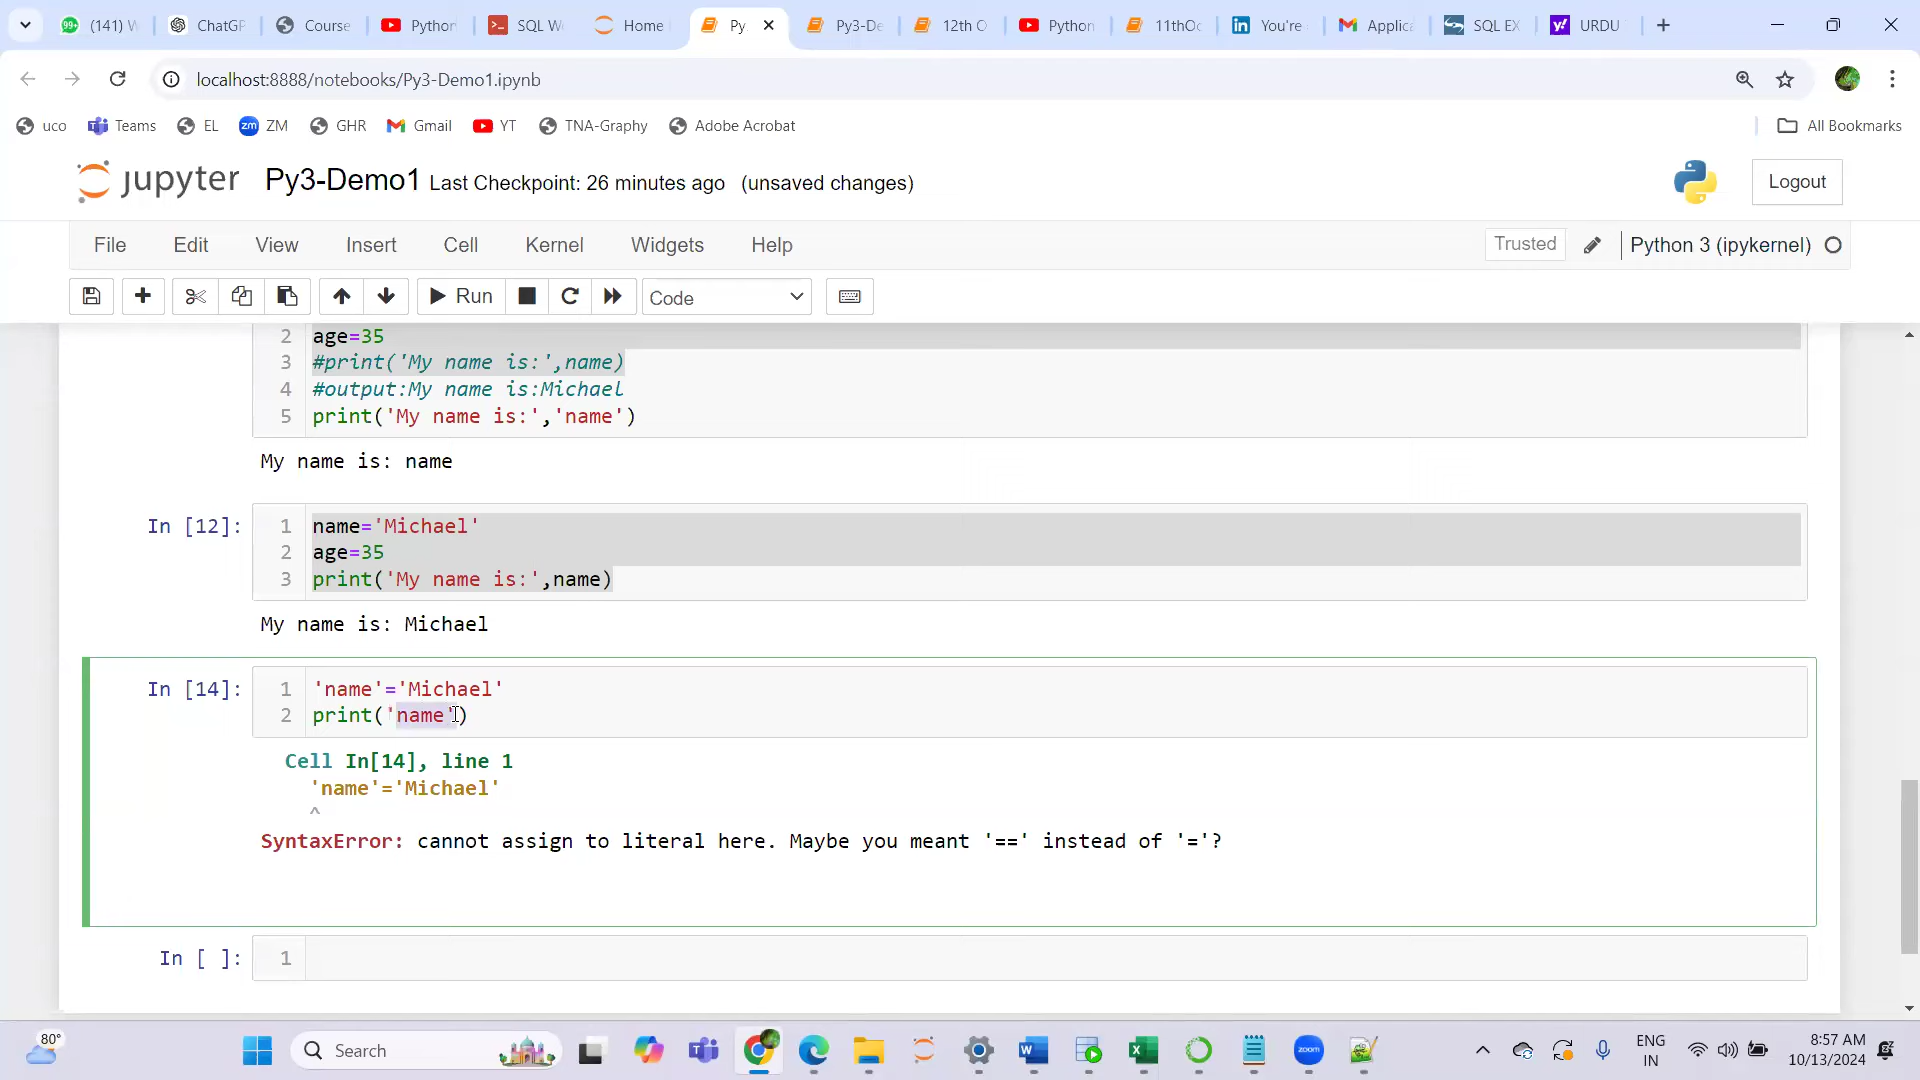 (141) W
ChatGP
Course
Python
SQL W
Home
Py
Py3-De
12th O
Python
11thOc
You're
Applica
SQL EX
URDU
localhost:8888/notebooks/Py3-Demo1.ipynb
uco
Teams
EL
ZM
GHR
Gmail
YT
TNA-Graphy
Adobe Acrobat
All Bookmarks
jupyter
Py3-Demo1 Last Checkpoint: 26 minutes ago (unsaved changes)
Logout
File Edit View Insert Cell Kernel Widgets Help
Trusted
Python 3 (ipykernel)
Run
Code
2 age=35
3 #print('My name is:',name)
4 #output:My name is:Michael
5 print('My name is:','name')
My name is: name
In [12]:
1 name='Michael'
2 age=35
3 print('My name is:',name)
My name is: Michael
In [14]:
1 'name'='Michael'
2 print('name')
Cell In[14], line 1
'name'='Michael'
^
SyntaxError: cannot assign to literal here. Maybe you meant '==' instead of '='?
In [ ]:
1
80°
Search
ENG
IN
8:57 AM
10/13/2024